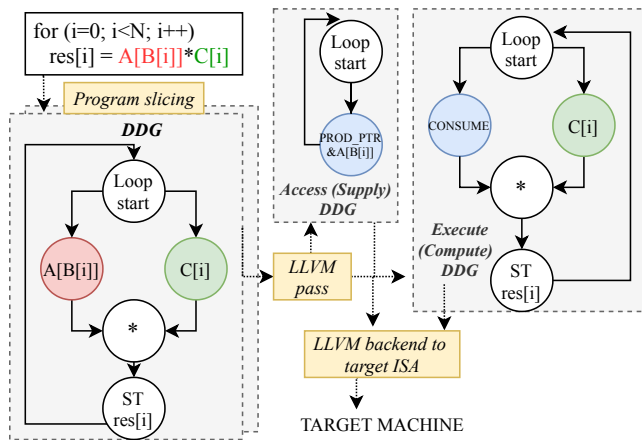 for (i=0; i<N; i++)
res[i] = A[B[i]]*C[i]
Program slicing
DDG
Loop
start
A[B[i]]
C[i]
*
ST
res[i]
LLVM
pass
Loop
start
PROD_PTR
&A[B[i]]
Access (Supply)
DDG
Loop
start
CONSUME
C[i]
*
ST
res[i]
Execute
(Compute)
DDG
LLVM backend to
target ISA
TARGET MACHINE